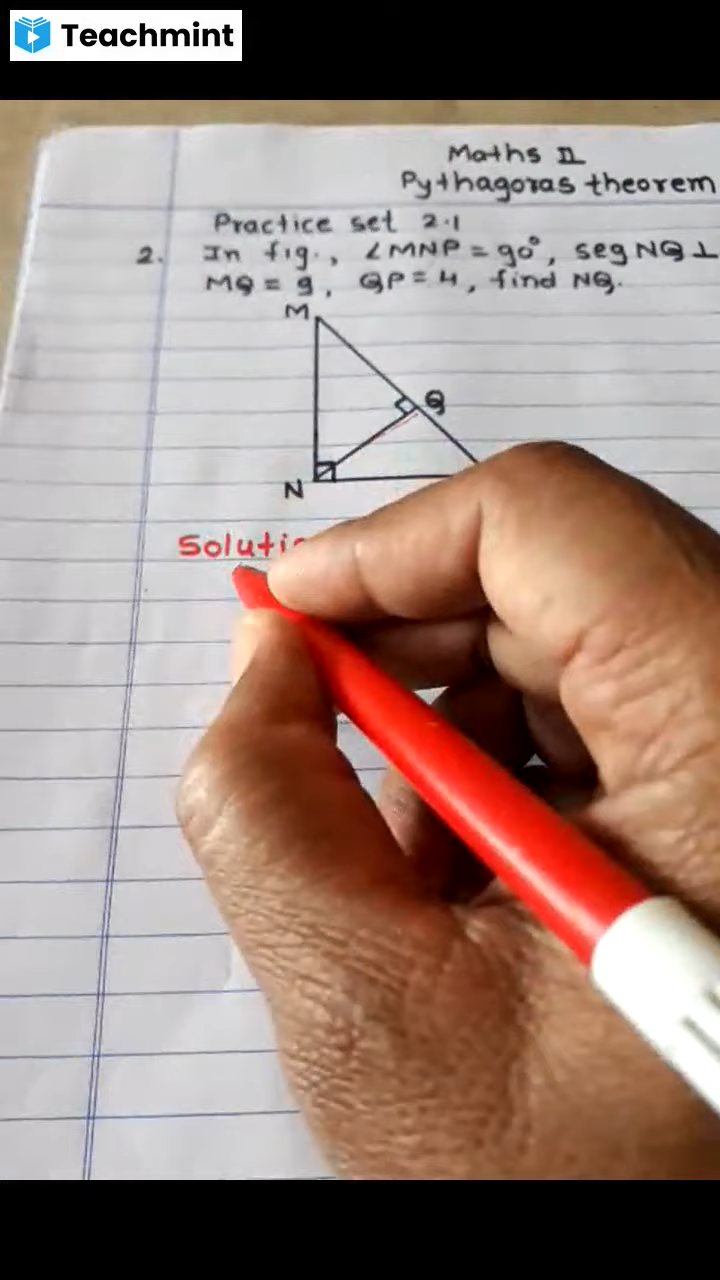 Teachmint
Maths II
Pythagoras theorem
Practice set 2.1
2. In fig., ∠MNP = 90°, seg NQ ⊥
MQ = 9, QP = 4, find NQ.
M
Q
N